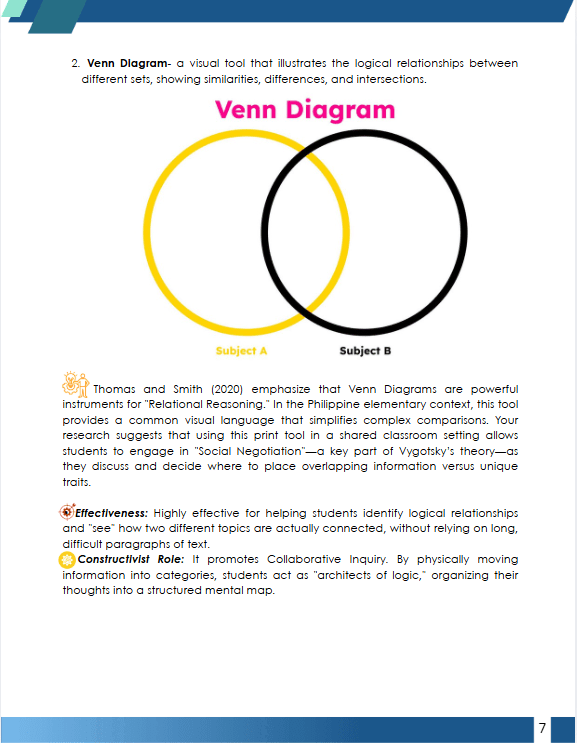 2. Venn Diagram- a visual tool that illustrates the logical relationships between
different sets, showing similarities, differences, and intersections.
Venn Diagram
Subject A
Subject B
Thomas and Smith (2020) emphasize that Venn Diagrams are powerful
instruments for "Relational Reasoning." In the Philippine elementary context, this tool
provides a common visual language that simplifies complex comparisons. Your
research suggests that using this print tool in a shared classroom setting allows
students to engage in "Social Negotiation"—a key part of Vygotsky's theory—as
they discuss and decide where to place overlapping information versus unique
traits.
Effectiveness: Highly effective for helping students identify logical relationships
and "see" how two different topics are actually connected, without relying on long,
difficult paragraphs of text.
Constructivist Role: It promotes Collaborative Inquiry. By physically moving
information into categories, students act as "architects of logic," organizing their
thoughts into a structured mental map.
7